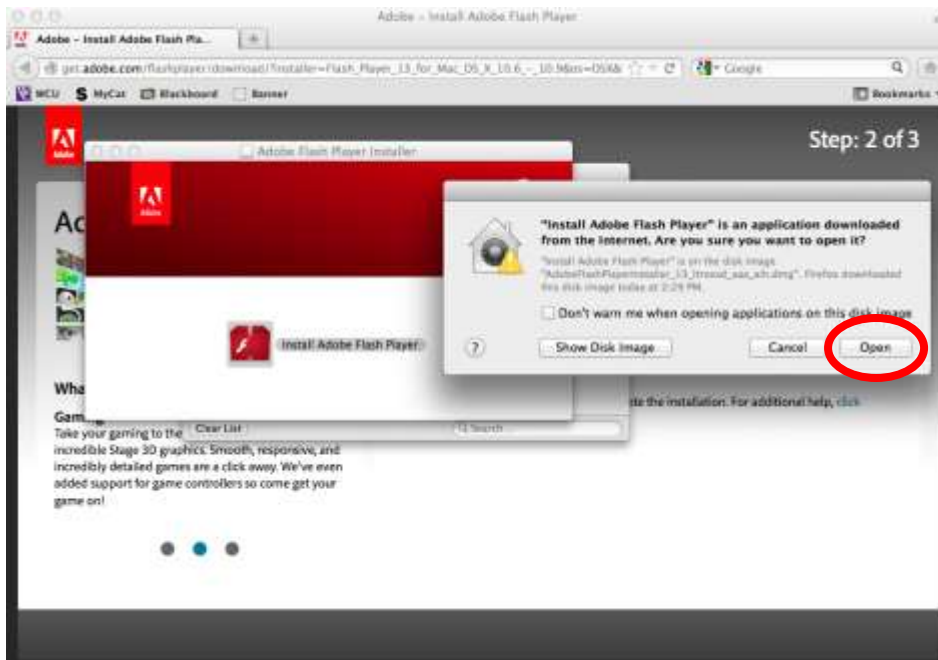 Adobe - Install Adobe Flash Player
Adobe - Install Adobe Flash Pla...
+
get.adobe.com/flashplayer/download/?installer=Flash_Player_13_for_Mac_OS_X_10.6_-_10.9&os=OSX&
Google
WCU
MyCat
Blackboard
Banner
Bookmarks
Adobe
Step: 2 of 3
Adobe Flash Player Installer
Adobe
Ac
"Install Adobe Flash Player" is an application downloaded
from the Internet. Are you sure you want to open it?
"Install Adobe Flash Player" is on the disk image
Firefox downloaded
this disk image today at 2:29 PM.
Don't warn me when opening applications on this disk image
?
Show Disk Image
Cancel
Open
Install Adobe Flash Player
Wha
te the installation. For additional help, click
Gaming
Take your gaming to the
Clear List
Search
incredible Stage 3D graphics. Smooth, responsive, and
incredibly detailed games are a click away. We've even
added support for game controllers so come get your
game on!